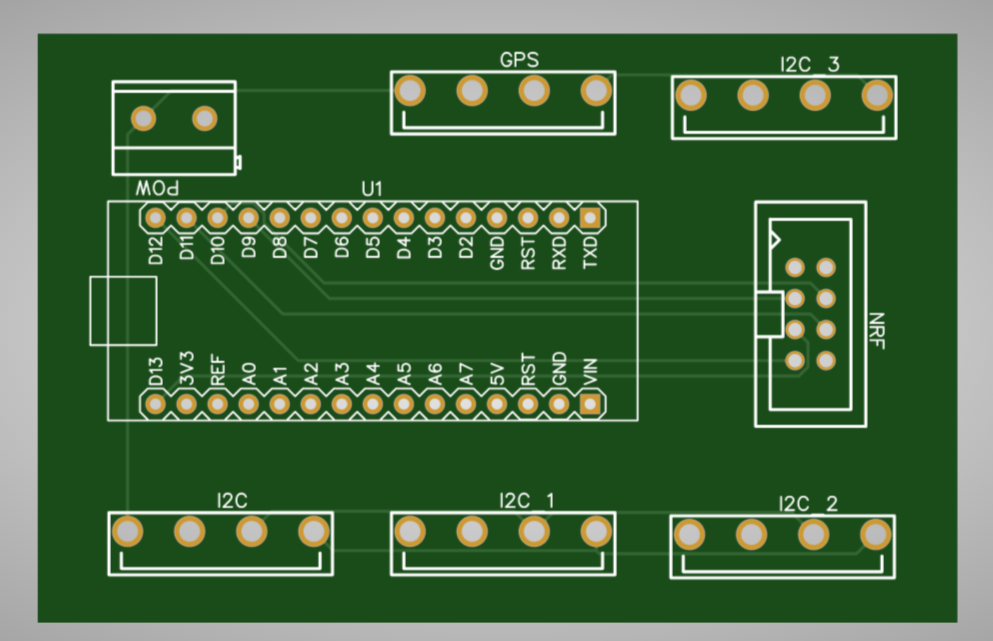 GPS
I2C_3
POW
U1
D12 D11 D10 D9 D8 D7 D6 D5 D4 D3 D2 GND RST RXD TXD
NRF
D13 3V3 REF A0 A1 A2 A3 A4 A5 A6 A7 5V RST GND VIN
I2C
I2C_1
I2C_2